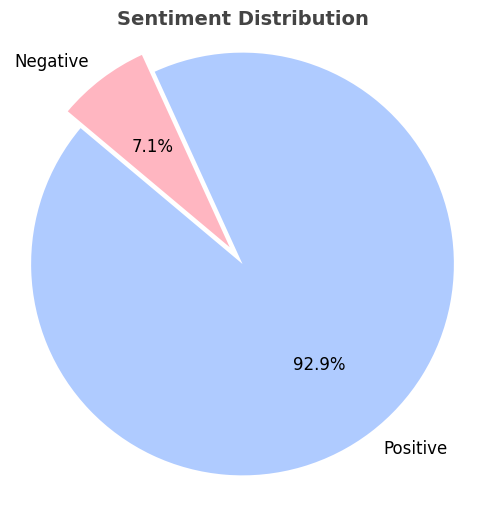 Sentiment Distribution
Negative
7.1%
92.9%
Positive